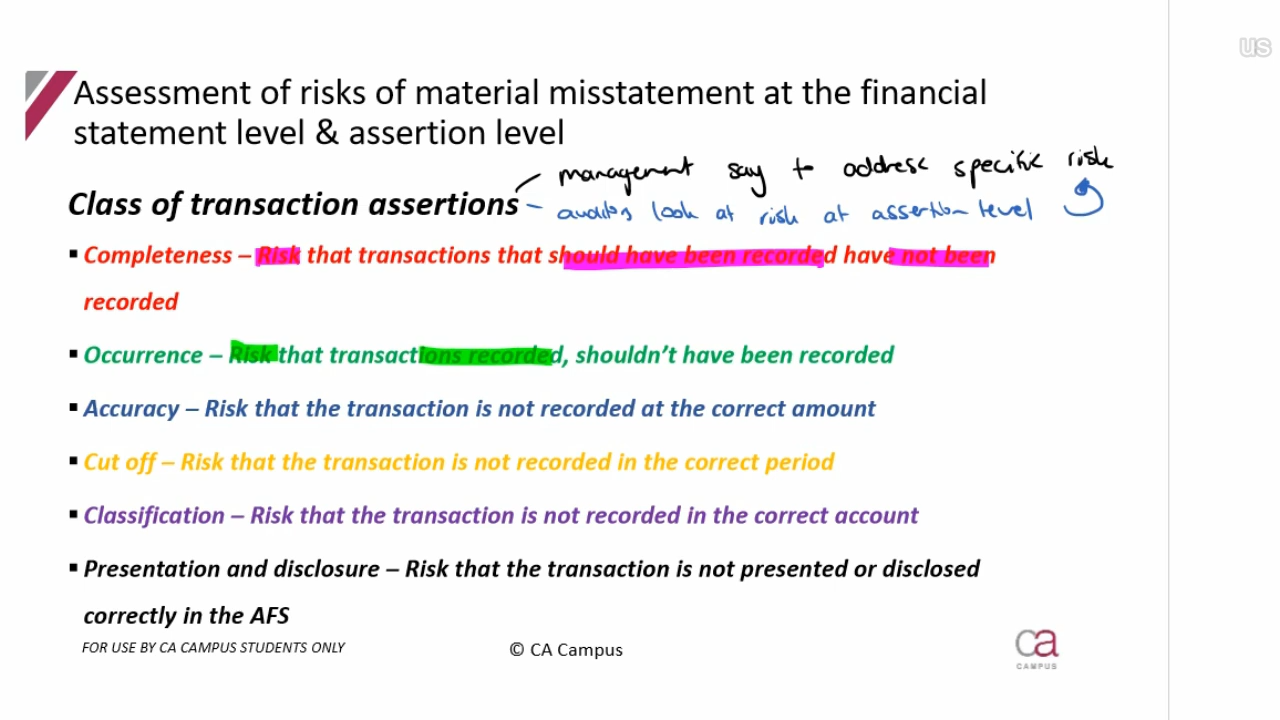 us
Assessment of risks of material misstatement at the financial
statement level & assertion level
management say to address specific risk
Class of transaction assertions
auditors look at risk at assertion level
▪ Completeness – Risk that transactions that should have been recorded have not been
recorded
▪ Occurrence – Risk that transactions recorded, shouldn't have been recorded
▪ Accuracy – Risk that the transaction is not recorded at the correct amount
▪ Cut off – Risk that the transaction is not recorded in the correct period
▪ Classification – Risk that the transaction is not recorded in the correct account
▪ Presentation and disclosure – Risk that the transaction is not presented or disclosed
correctly in the AFS
FOR USE BY CA CAMPUS STUDENTS ONLY
© CA Campus
ca
CAMPUS